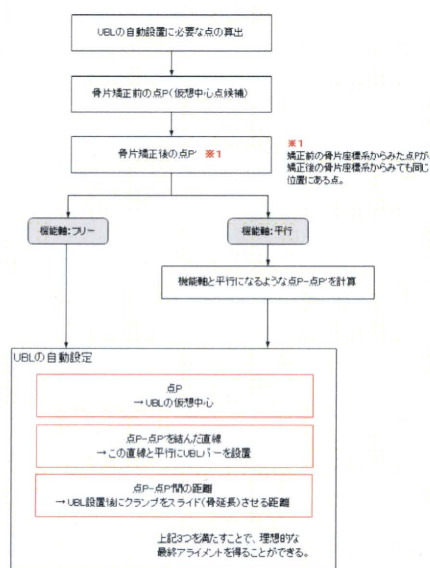 UBLの自動設置に必要な点の算出
骨片矯正前の点P(仮想中心点候補)
骨片矯正後の点P' ※1
※1
矯正前の骨片座標系からみた点Pが、
矯正後の骨片座標系からみても同じ
位置にある点。
機能軸:フリー
機能軸:平行
機能軸と平行になるような点P-点P'を計算
UBLの自動設定
点P
→ UBLの仮想中心
点P-点P'を結んだ直線
→この直線と平行にUBLバーを設置
点P-点P'間の距離
→ UBL設置後にクランプをスライド(骨延長)させる距離
上記3つを満たすことで、理想的な
最終アライメントを得ることができる。